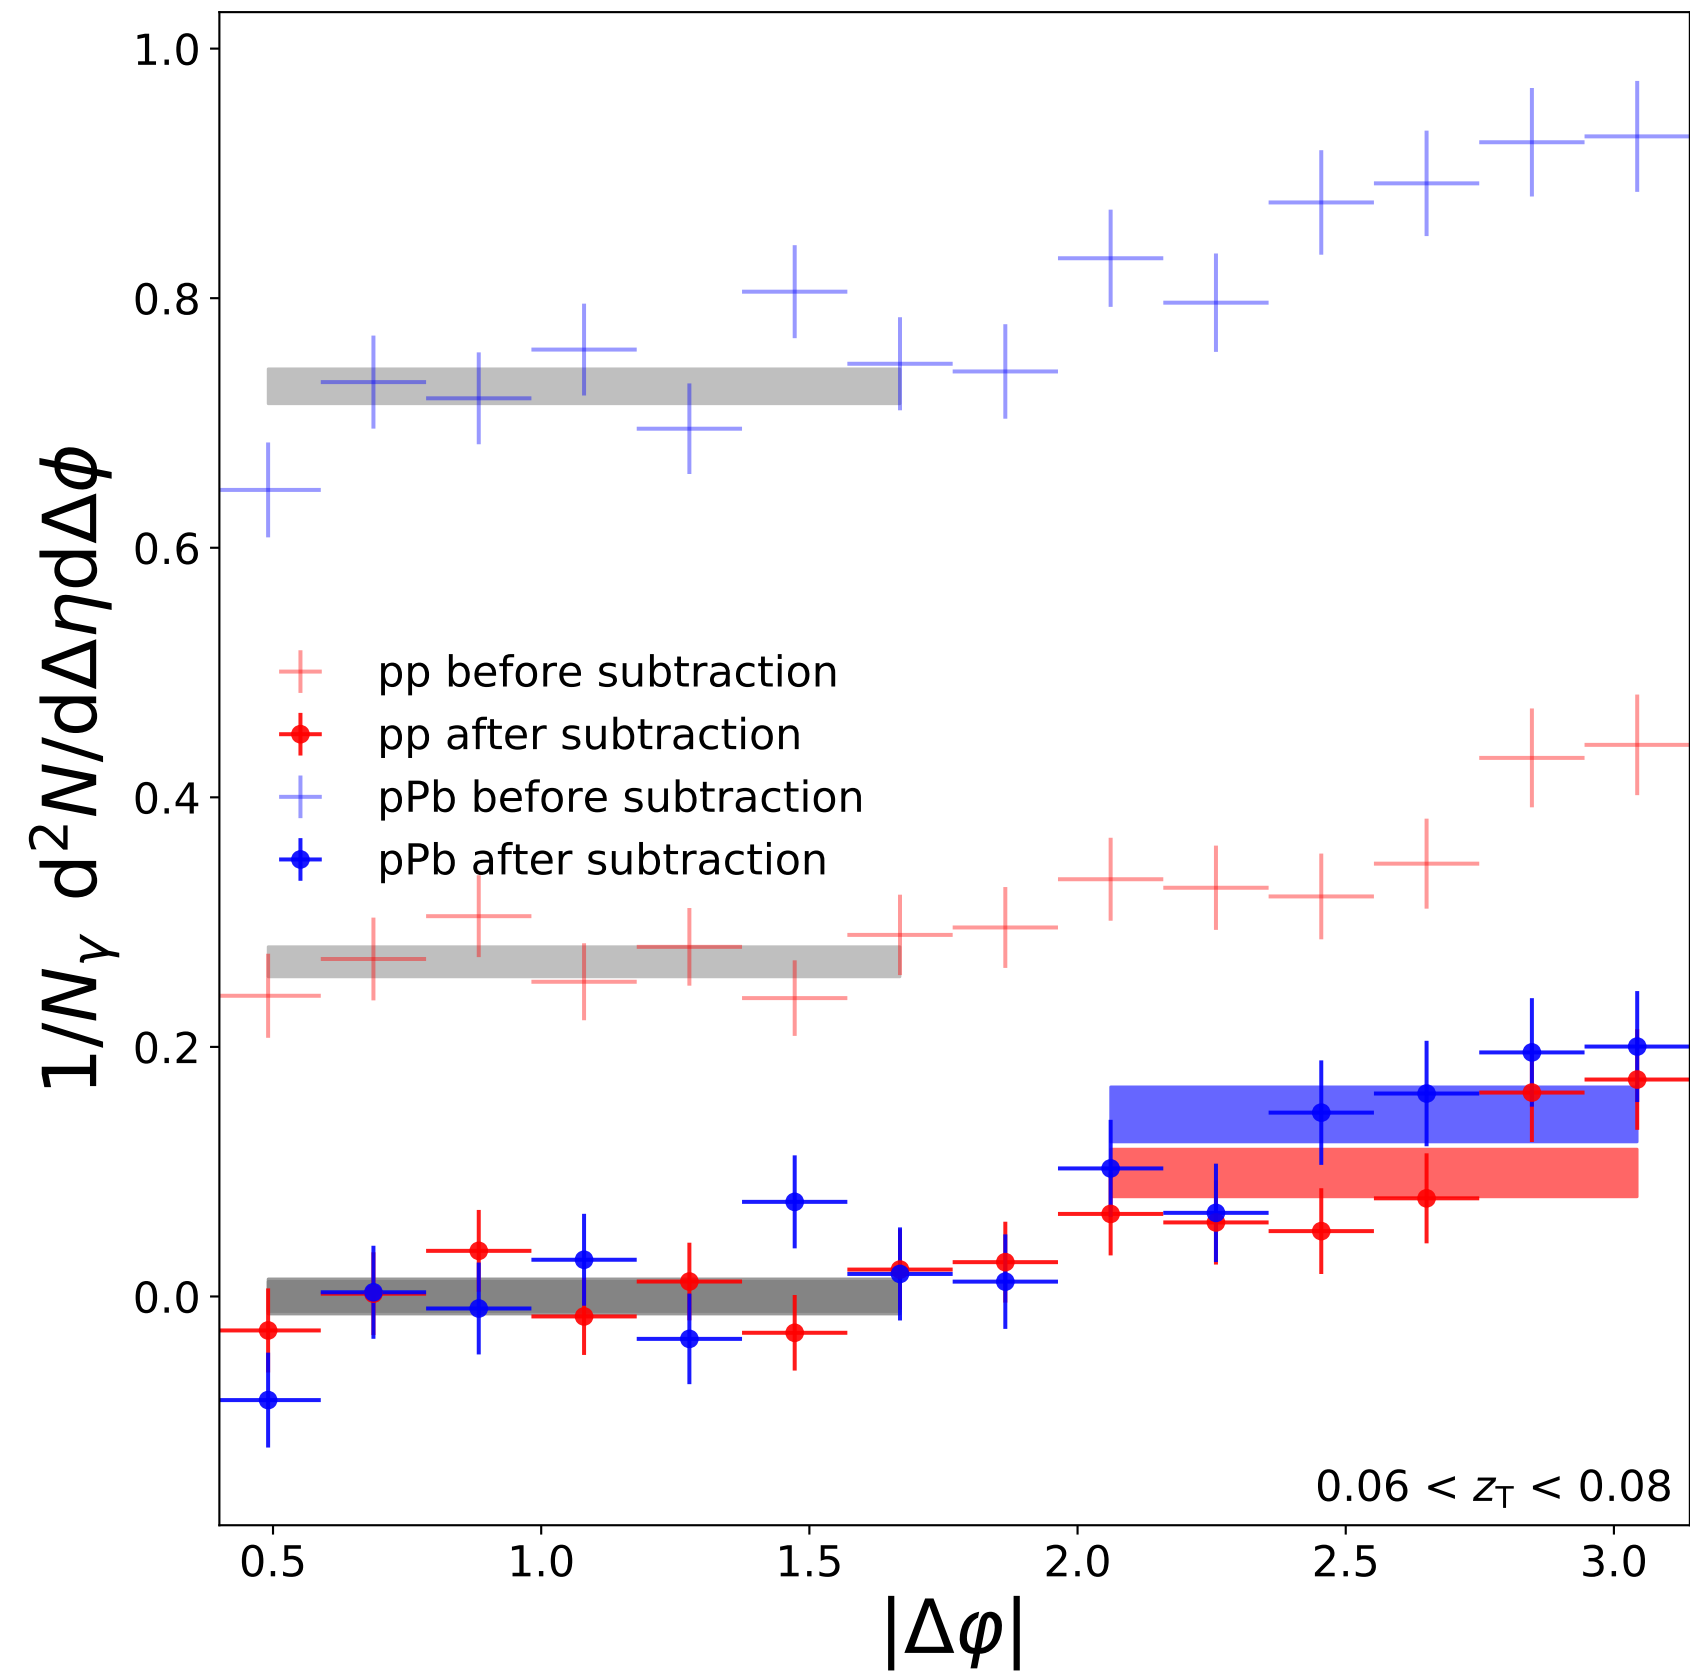 1.0
0.8
0.6
0.4
0.2
0.0
1/Nγ d²N/dΔηdΔϕ
pp before subtraction
pp after subtraction
pPb before subtraction
pPb after subtraction
0.06 < zT < 0.08
0.5 1.0 1.5 2.0 2.5 3.0
|Δφ|